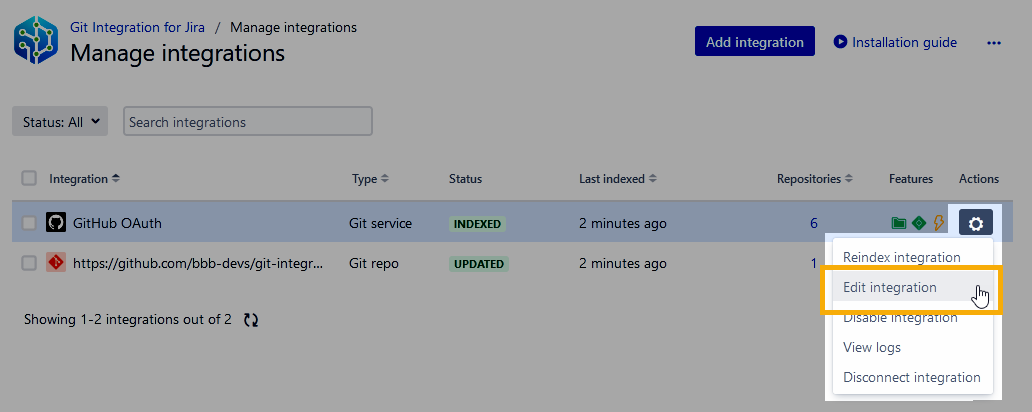 Git Integration for Jira / Manage integrations
Manage integrations
Add integration
Installation guide
Status: All
Search integrations
Integration Type Status Last indexed Repositories Features Actions
GitHub OAuth Git service INDEXED 2 minutes ago 6
https://github.com/bbb-devs/git-integr... Git repo UPDATED 2 minutes ago 1
Showing 1-2 integrations out of 2
Reindex integration
Edit integration
Disable integration
View logs
Disconnect integration